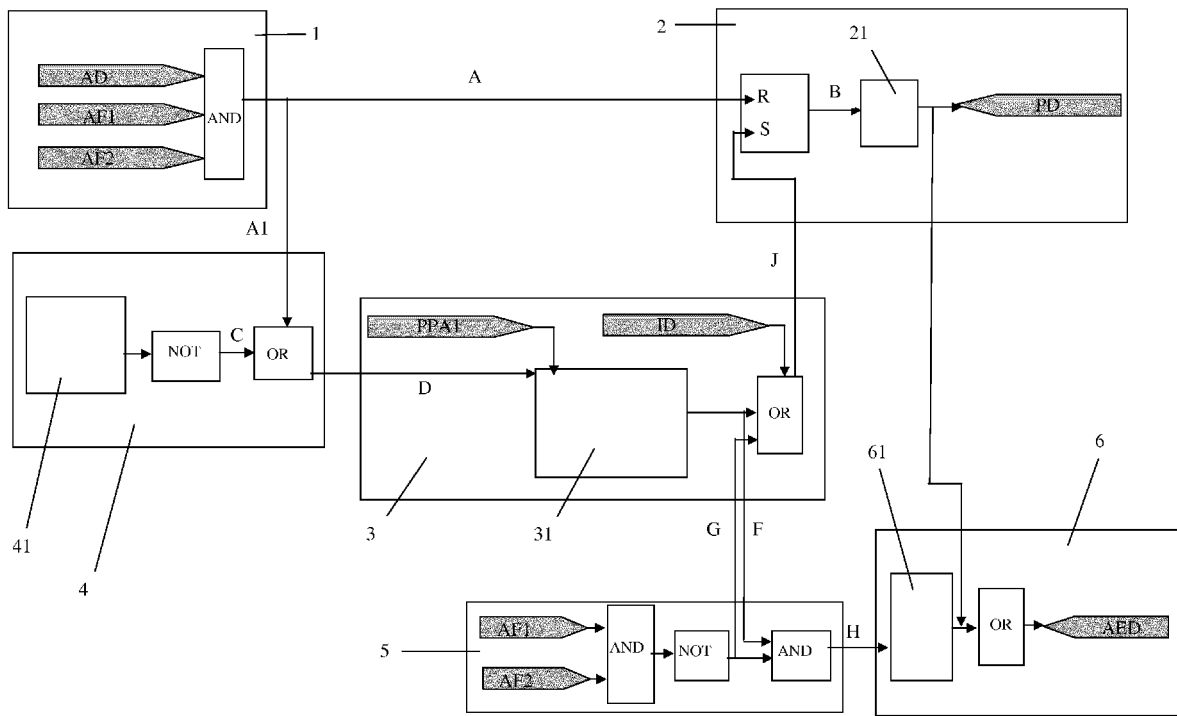 1
AD
AF1
AF2
AND
A
2
21
R
S
B
PD
A1
J
NOT
C
OR
41
4
D
PPA1
ID
OR
3
31
G
F
61
6
5
AF1
AF2
AND
NOT
AND
H
OR
AED